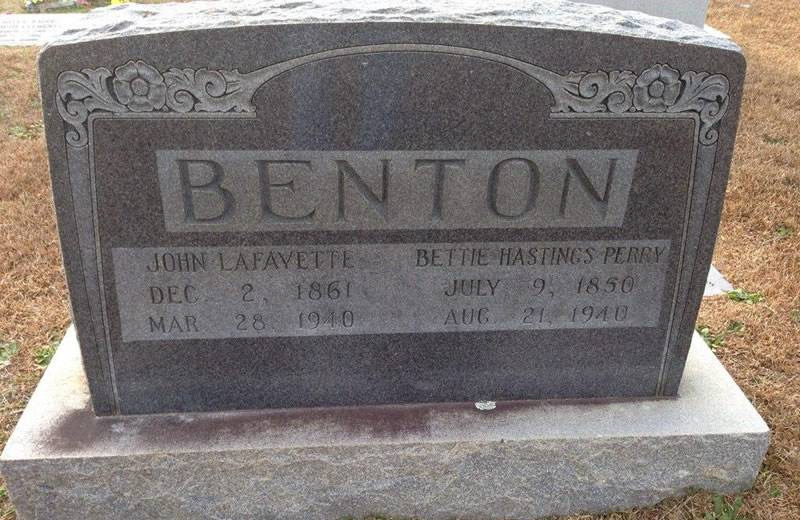 BENTON
JOHN LAFAYETTE
DEC. 2, 1861
MAR 28, 1940
BETTIE HASTINGS PERRY
JULY 9, 1850
AUG 21, 1940